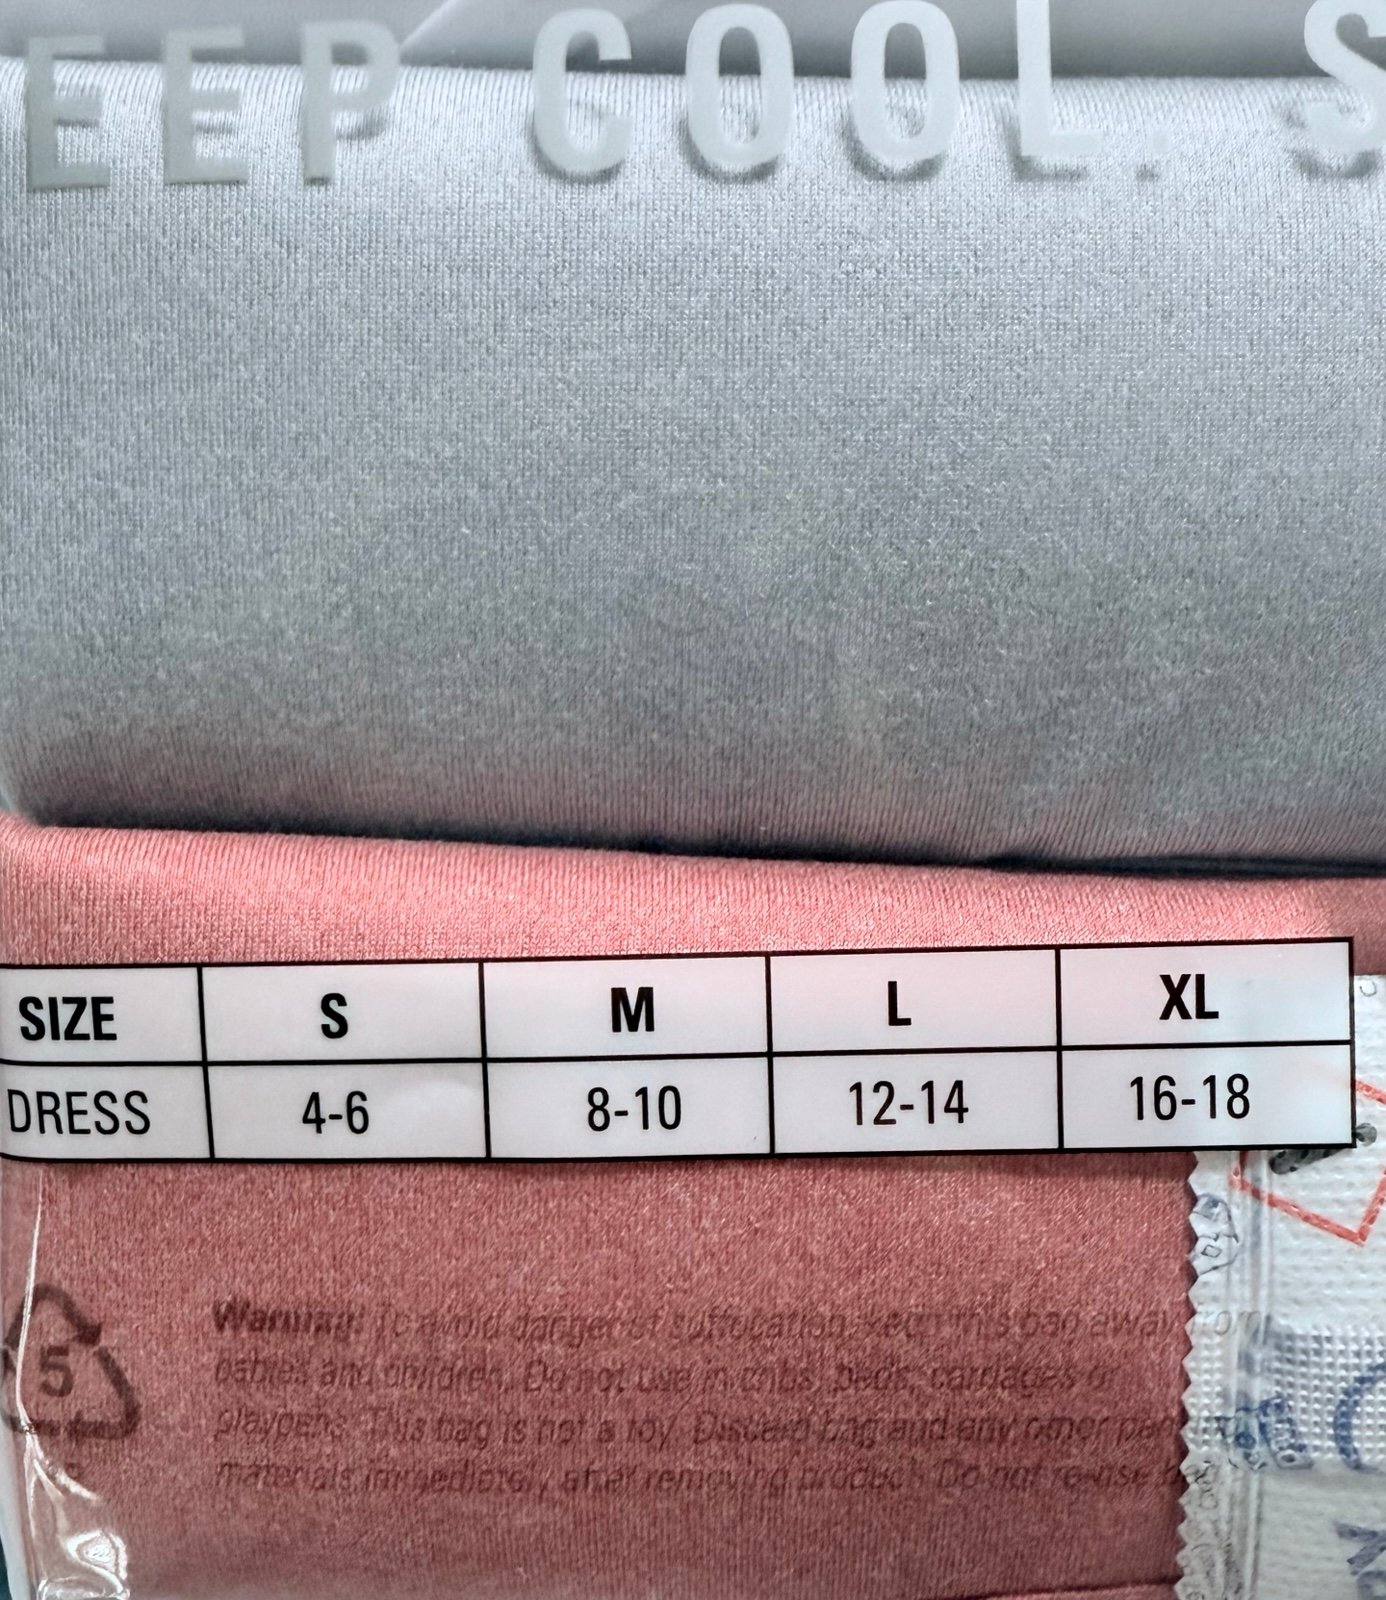 EEP COOL. S
SIZE S M L XL
DRESS 4-6 8-10 12-14 16-18
5
Warning: To avoid danger of suffocation, keep this bag away from
babies and children. Do not use in cribs, beds, carriages or
playpens. This bag is not a toy. Discard bag and any other
materials immediately after removing product. Do not re-use